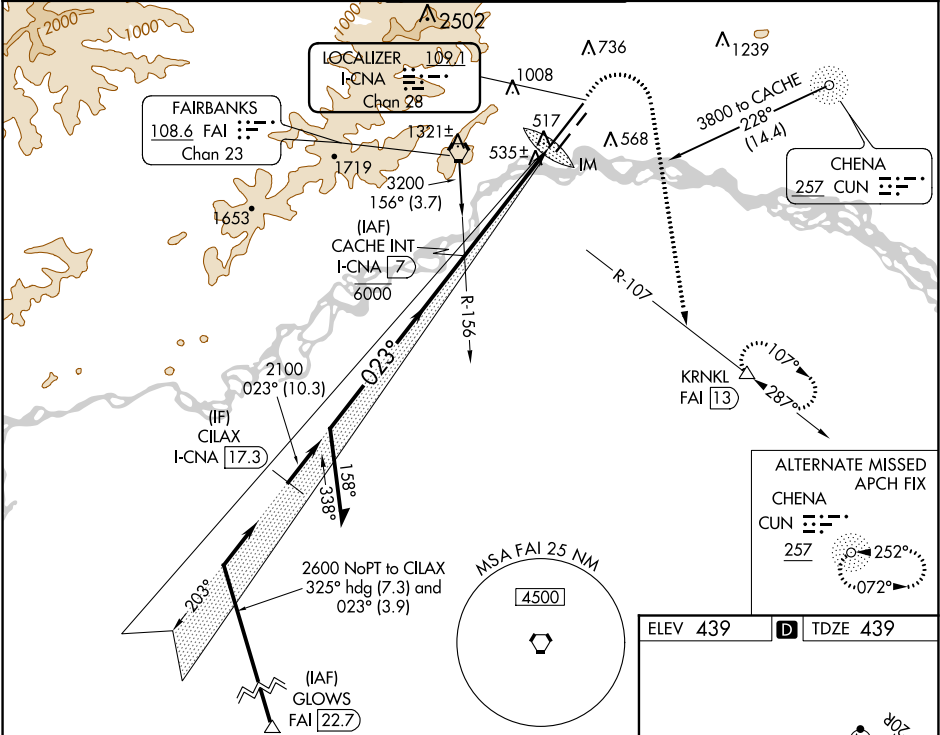 2000
1000
1000
2502
736
1239
LOCALIZER 109.1
I-CNA
Chan 28
1008
3800 to CACHE
228°
(14.4)
FAIRBANKS
108.6 FAI
Chan 23
1321±
517
535±
568
IM
CHENA
257 CUN
1719
1653
3200
156° (3.7)
(IAF)
CACHE INT
I-CNA 7
6000
R-156
R-107
023°
2100
023° (10.3)
KRNKL
FAI 13
107°
287°
(IF)
CILAX
I-CNA 17.3
158°
338°
ALTERNATE MISSED
APCH FIX
CHENA
CUN
257
252°
072°
2600 NoPT to CILAX
325° hdg (7.3) and
023° (3.9)
203°
MSA FAI 25 NM
4500
(IAF)
GLOWS
FAI 22.7
ELEV 439 D TDZE 439
20R